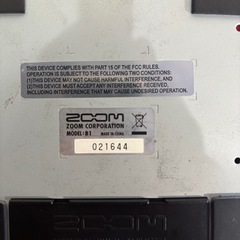 THIS DEVICE COMPLIES WITH PART 15 OF THE FCC RULES.
OPERATION IS SUBJECT TO THE FOLLOWING TWO CONDITIONS:
(1)THIS DEVICE MAY NOT CAUSE HARMFUL INTERFERENCE, AND
(2)THIS DEVICE MUST ACCEPT ANY INTERFERENCE RECEIVED,
INCLUDING INTERFERENCE THAT MAY CAUSE UNDESIRED OPERATION.
ZOOM
ZOOM CORPORATION
MODEL: B1 MADE IN CHINA
021644
ZOOM